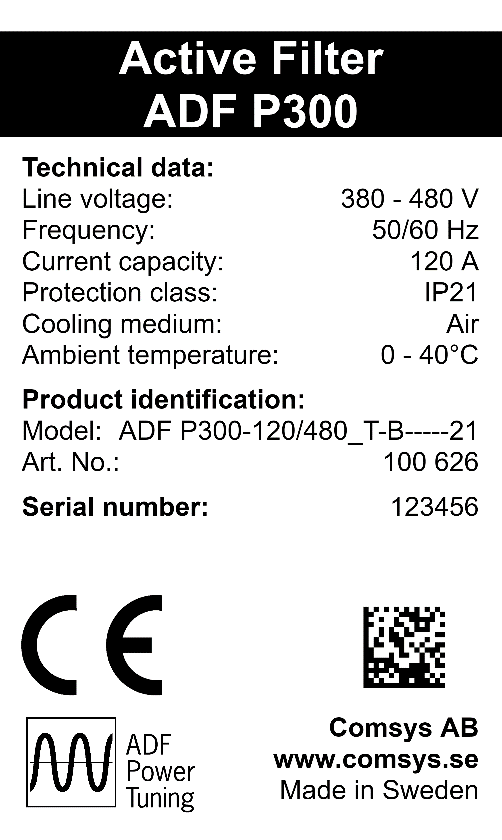 Active Filter
ADF P300
Technical data:
Line voltage: 380 - 480 V
Frequency: 50/60 Hz
Current capacity: 120 A
Protection class: IP21
Cooling medium: Air
Ambient temperature: 0 - 40°C
Product identification:
Model: ADF P300-120/480_T-B-----21
Art. No.: 100 626
Serial number: 123456
CE
ADF
Power
Tuning
Comsys AB
www.comsys.se
Made in Sweden